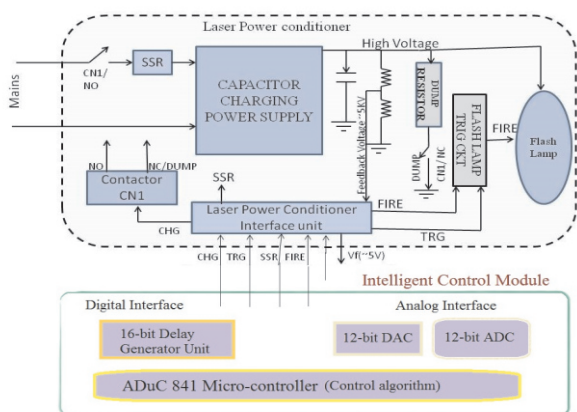 Laser Power conditioner
High Voltage
Mains
CN1/
NO
SSR
CAPACITOR
CHARGING
POWER SUPPLY
Feedback Voltage~5KV
DUMP
RESISTOR
DUMP
CN1/NC
FLASH LAMP
TRIG CKT
FIRE
Flash
Lamp
NO
NC/DUMP
Contactor
CN1
SSR
CHG
Laser Power Conditioner
Interface unit
FIRE
TRG
CHG
TRG
SSR
FIRE
Vf(~5V)
Intelligent Control Module
Digital Interface
Analog Interface
16-bit Delay
Generator Unit
12-bit DAC
12-bit ADC
ADuC 841 Micro-controller (Control algorithm)